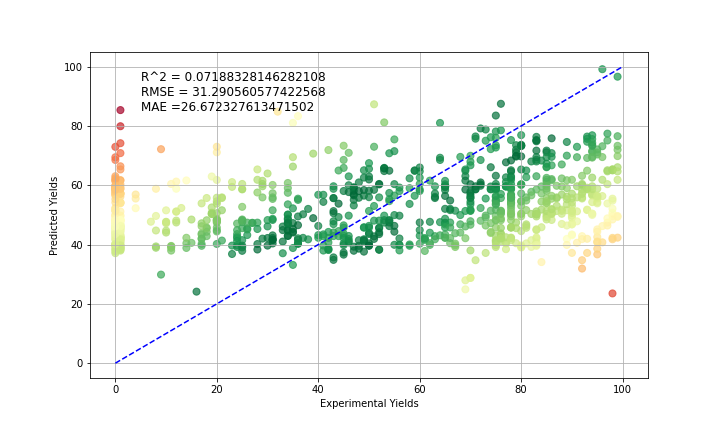 R^2 = 0.07188328146282108
RMSE = 31.290560577422568
MAE =26.672327613471502
100
80
60
40
20
0
Predicted Yields
0 20 40 60 80 100
Experimental Yields